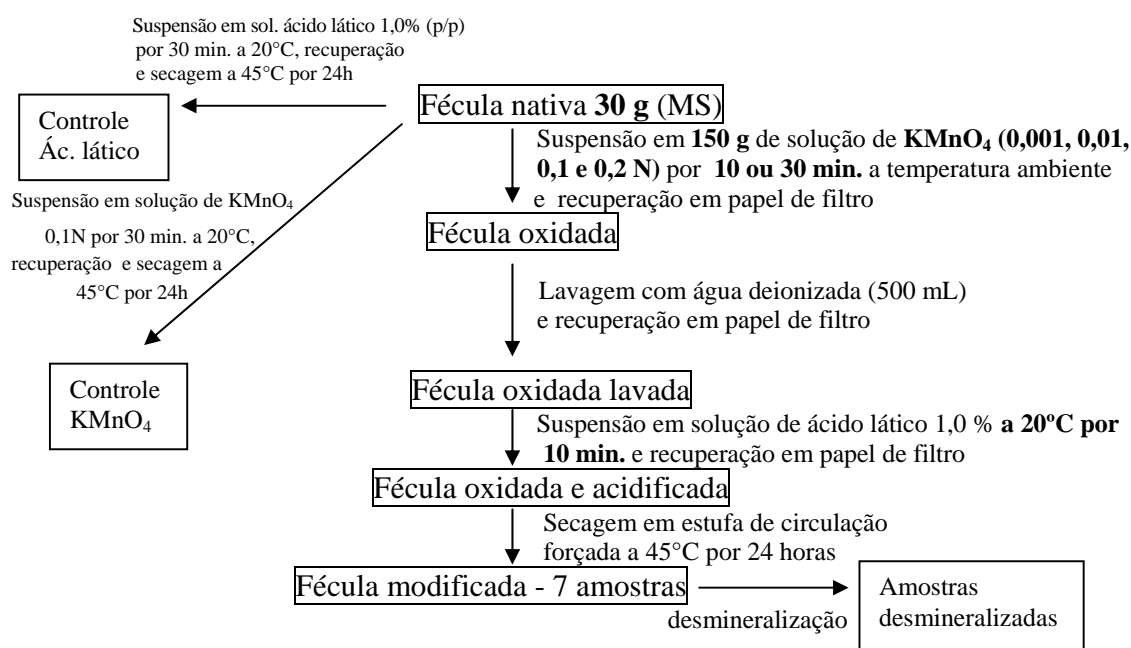 Suspensão em sol. ácido lático 1,0% (p/p)
por 30 min. a 20°C, recuperação
e secagem a 45°C por 24h
Fécula nativa 30 g (MS)
Controle
Ác. lático
Suspensão em 150 g de solução de KMnO₄ (0,001, 0,01,
0,1 e 0,2 N) por 10 ou 30 min. a temperatura ambiente
e recuperação em papel de filtro
Suspensão em solução de KMnO₄
0,1N por 30 min. a 20°C,
recuperação e secagem a
45°C por 24h
Fécula oxidada
Lavagem com água deionizada (500 mL)
e recuperação em papel de filtro
Controle
KMnO₄
Fécula oxidada lavada
Suspensão em solução de ácido lático 1,0 % a 20ºC por
10 min. e recuperação em papel de filtro
Fécula oxidada e acidificada
Secagem em estufa de circulação
forçada a 45°C por 24 horas
Fécula modificada - 7 amostras
desmineralização
Amostras
desmineralizadas